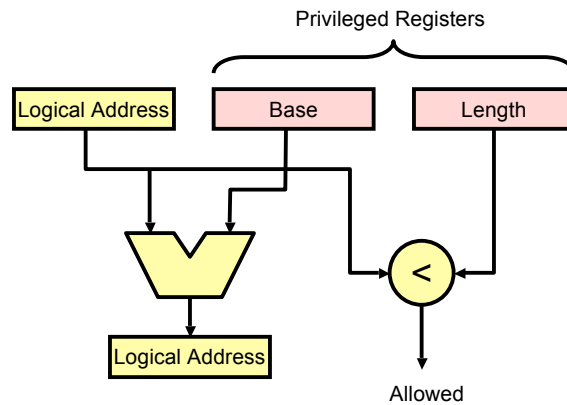 Privileged Registers
Logical Address
Base
Length
<
Logical Address
Allowed